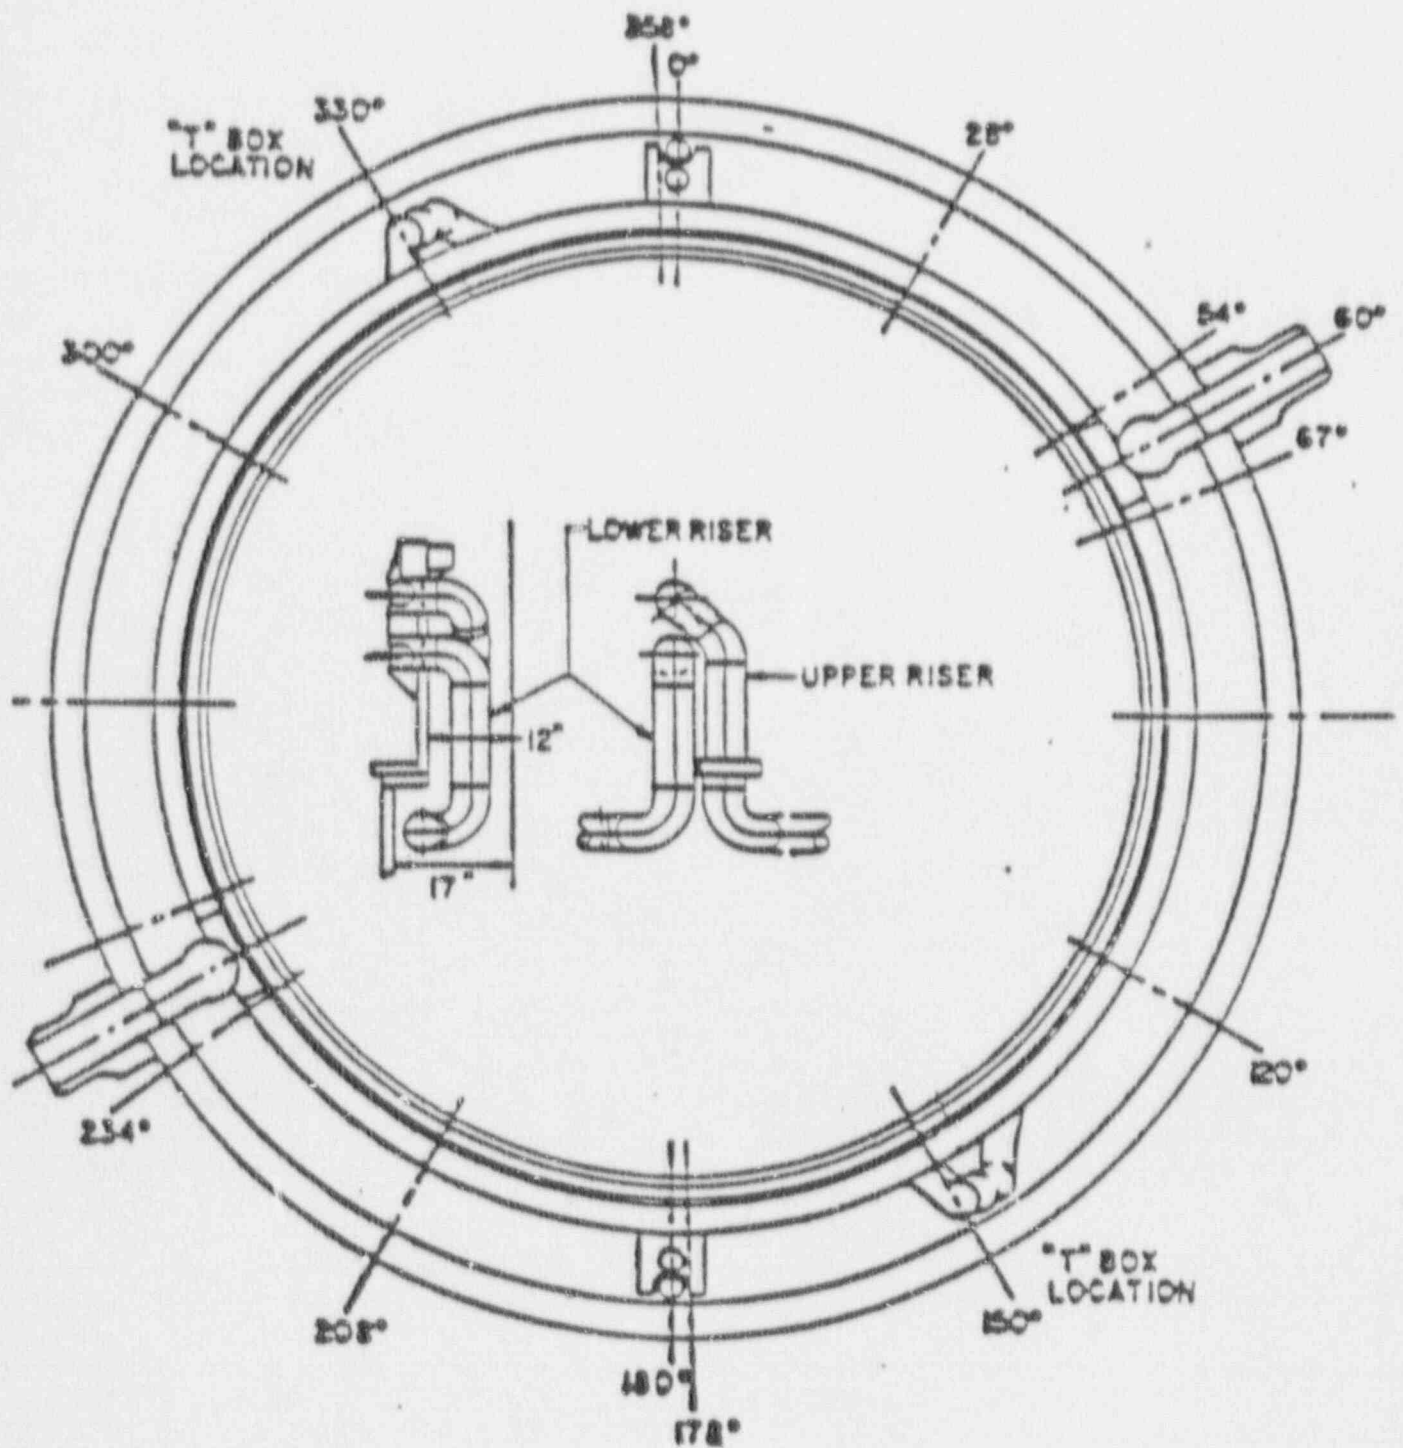 358°
0°
330°
"T" BOX
LOCATION
28°
54°
60°
300°
67°
LOWER RISER
UPPER RISER
12"
17"
234°
120°
"T" BOX
LOCATION
208°
150°
180°
178°